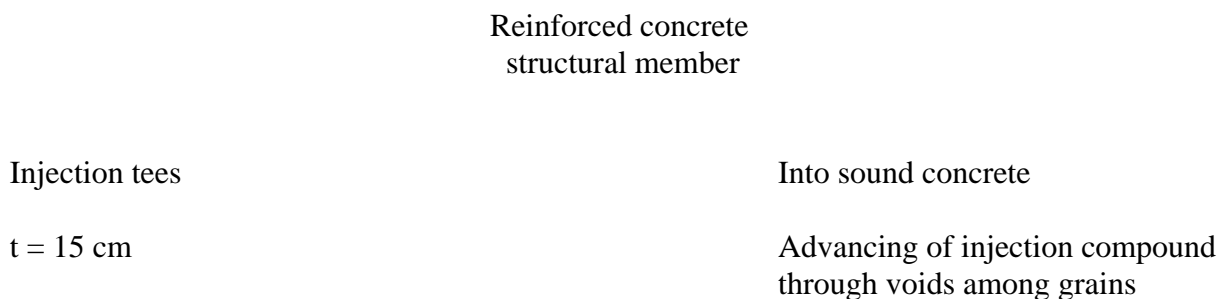 Reinforced concrete
structural member
Injection tees
Into sound concrete
t = 15 cm
Advancing of injection compound
through voids among grains